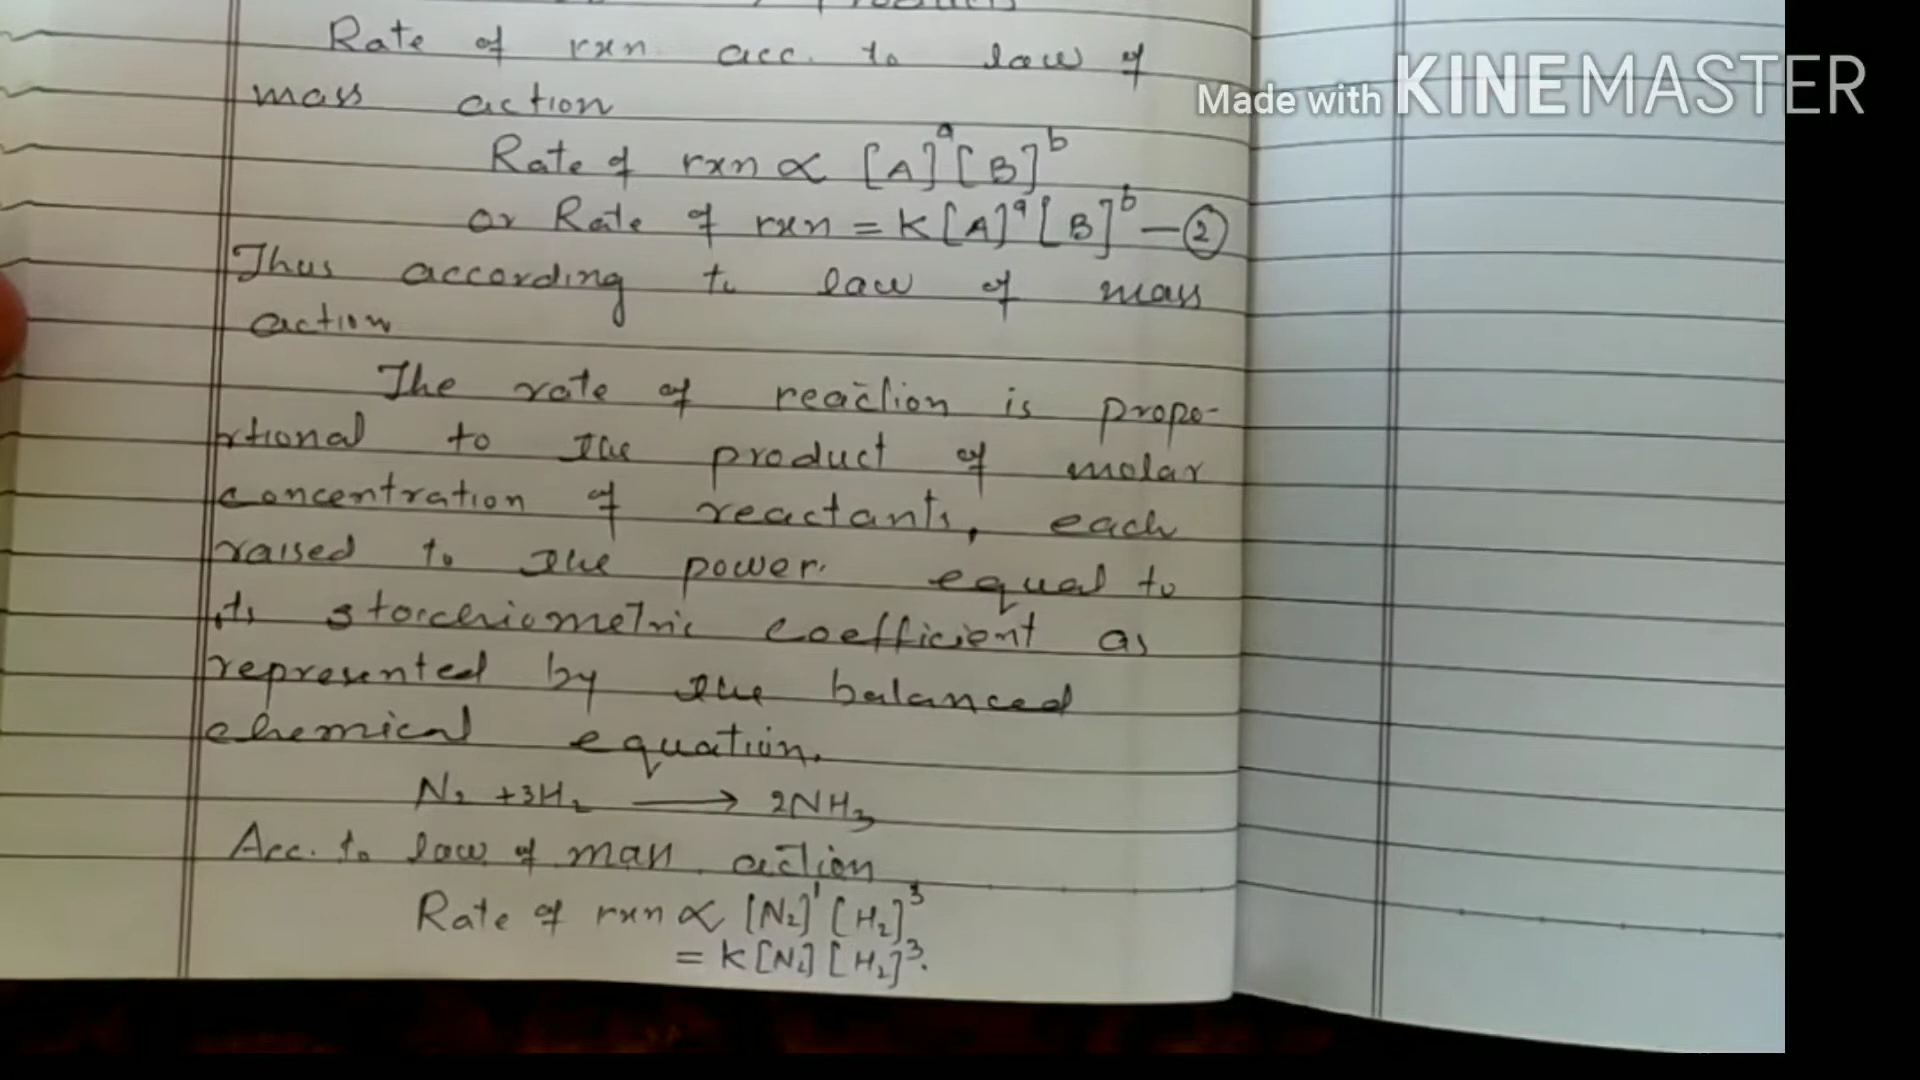 Rate of rxn acc. to law of
mass action
Rate of rxn ∝ [A]^a [B]^b
or Rate of rxn = K[A]^a [B]^b — ②
Thus according to law of mass
action
The rate of reaction is propo-
rtional to the product of molar
concentration of reactants, each
raised to the power equal to
its stoichiometric coefficient as
represented by the balanced
chemical equation.
N₂ + 3H₂ ⟶ 2NH₃
Acc. to law of mass action
Rate of rxn ∝ [N₂]^1 [H₂]^3
= K[N₂] [H₂]^3.
Made with KINEMASTER